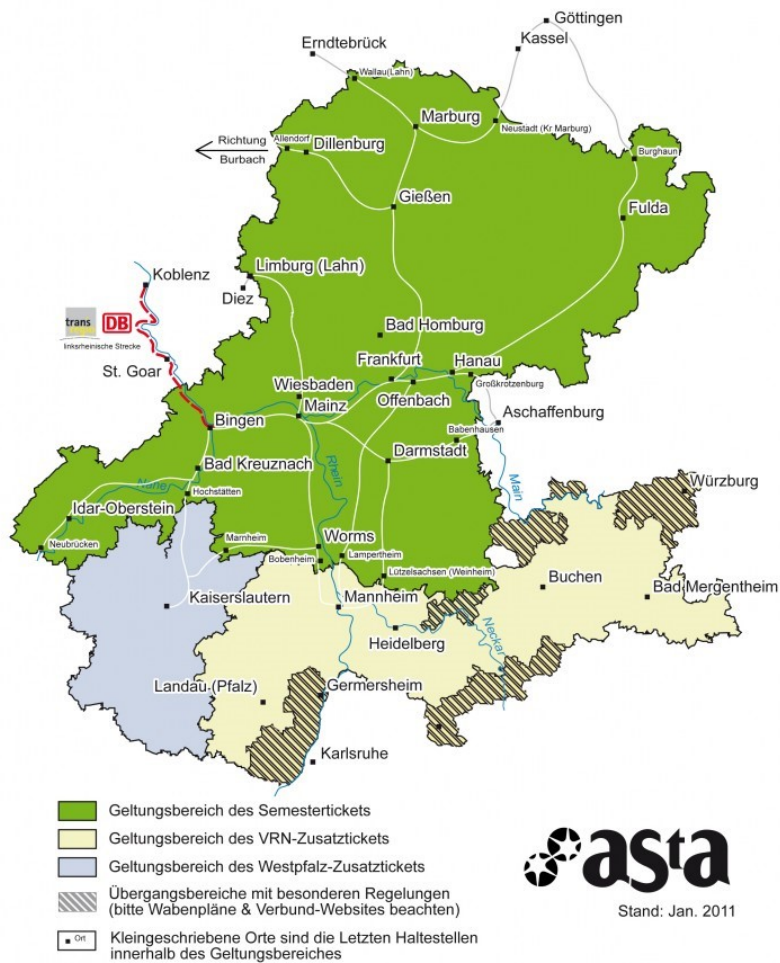 Göttingen
Kassel
Erndtebrück
Wallau(Lahn)
Marburg
Neustadt (Kr Marburg)
Richtung
Burbach
Allendorf
Dillenburg
Burghaun
Gießen
Fulda
Koblenz
Limburg (Lahn)
Diez
trans
regio
DB
linksrheinische Strecke
St. Goar
Bad Homburg
Frankfurt
Hanau
Großkrotzenburg
Wiesbaden
Mainz
Offenbach
Bingen
Aschaffenburg
Babenhausen
Darmstadt
Bad Kreuznach
Rhein
Main
Nahe
Hochstätten
Würzburg
Idar-Oberstein
Neubrücken
Marnheim
Worms
Bobenheim
Lampertheim
Lützelsachsen (Weinheim)
Kaiserslautern
Mannheim
Buchen
Bad Mergentheim
Heidelberg
Neckar
Landau (Pfalz)
Germersheim
Karlsruhe
Geltungsbereich des Semestertickets
Geltungsbereich des VRN-Zusatztickets
Geltungsbereich des Westpfalz-Zusatztickets
Übergangsbereiche mit besonderen Regelungen
(bitte Wabenpläne & Verbund-Websites beachten)
Ort
Kleingeschriebene Orte sind die Letzten Haltestellen
innerhalb des Geltungsbereiches
asta
Stand: Jan. 2011